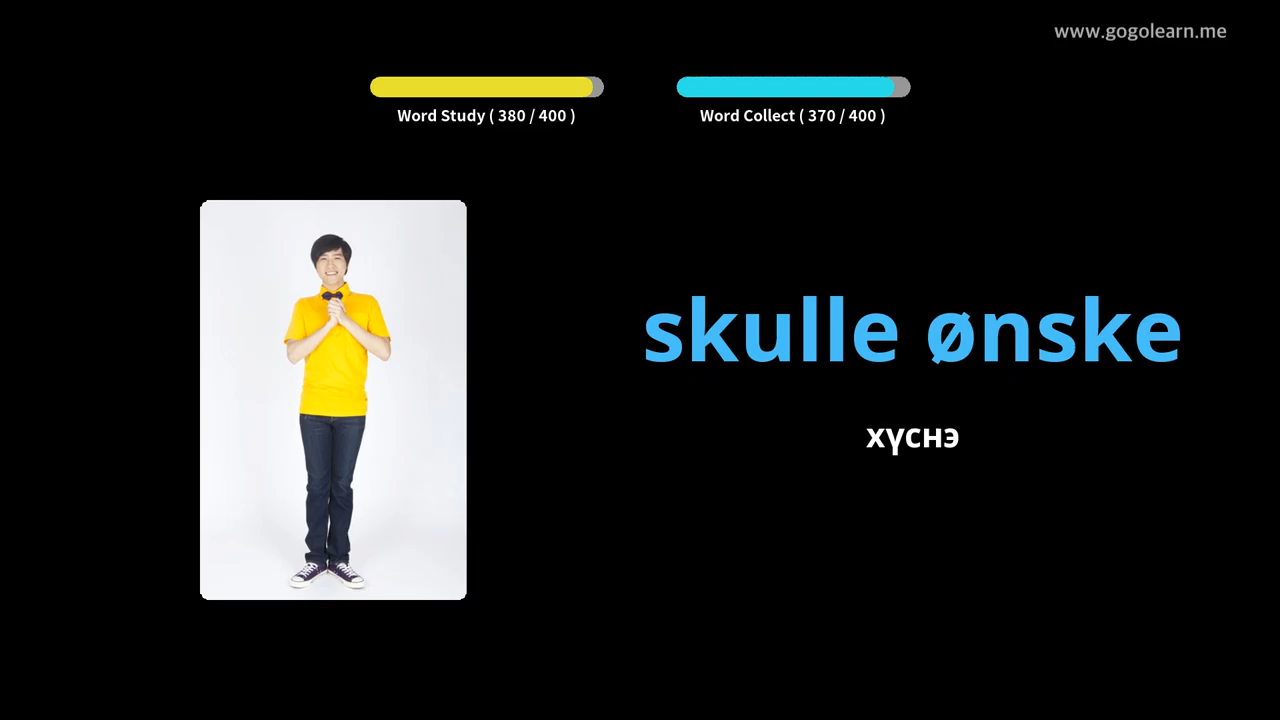 www.gogolearn.me
Word Study ( 380 / 400 )
Word Collect ( 370 / 400 )
skulle ønske
хүснэ